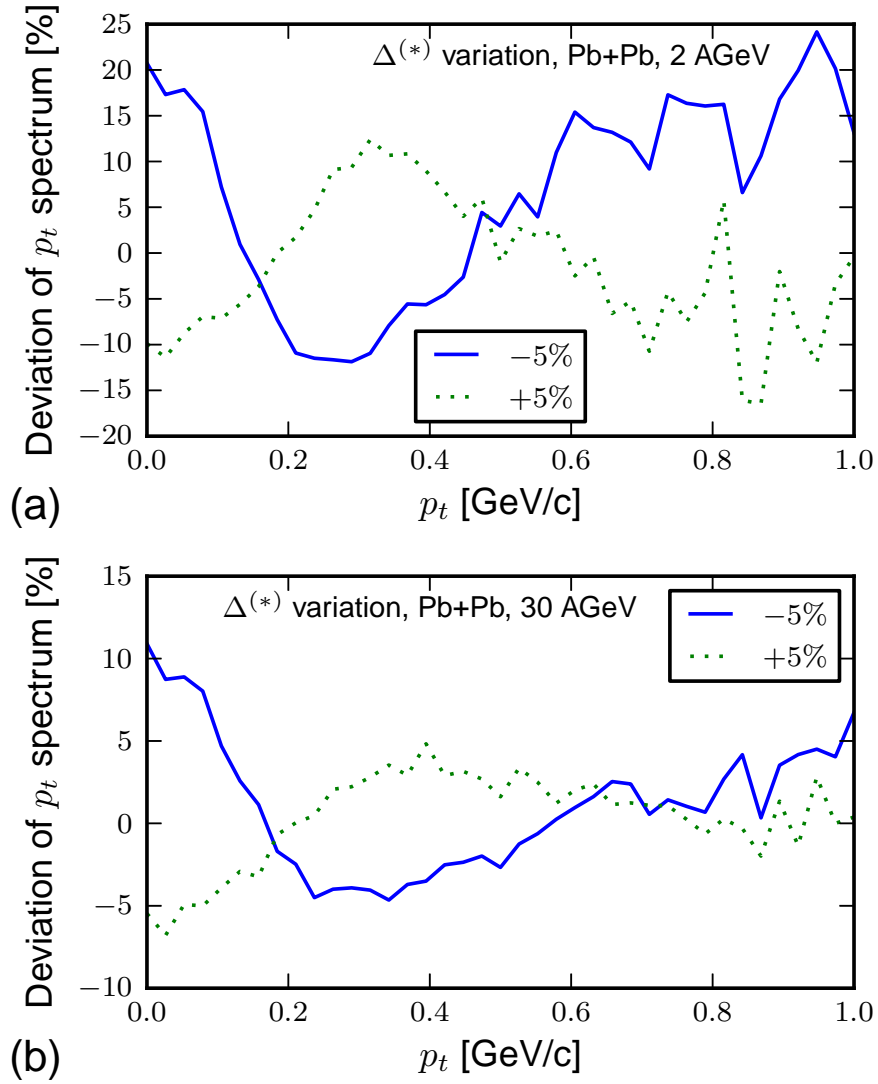 Deviation of p_t spectrum [%]
Δ(*) variation, Pb+Pb, 2 AGeV
25
20
15
10
5
0
−5
−10
−15
−20
−5%
+5%
0.0 0.2 0.4 0.6 0.8 1.0
(a)
p_t [GeV/c]
Deviation of p_t spectrum [%]
Δ(*) variation, Pb+Pb, 30 AGeV
−5%
+5%
15
10
5
0
−5
−10
0.0 0.2 0.4 0.6 0.8 1.0
(b)
p_t [GeV/c]